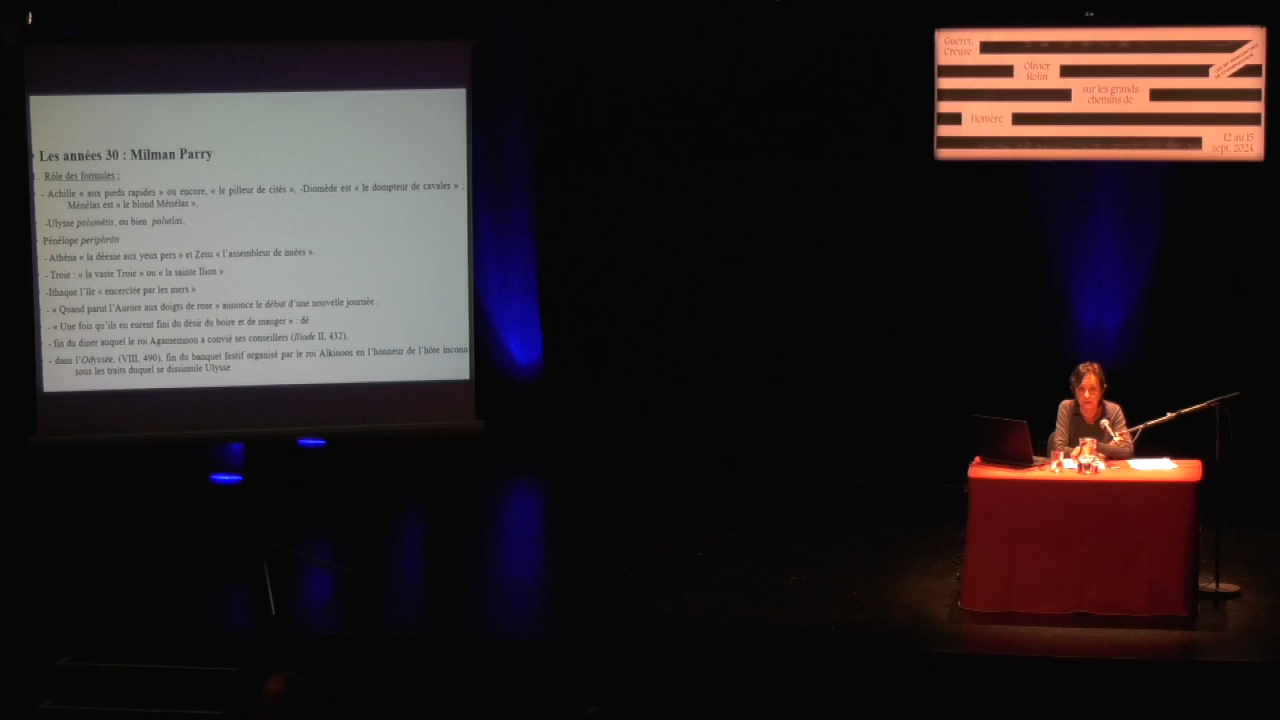 Les années 30 : Milman Parry
Rôle des formules :
- Achille « aux pieds rapides » ou encore, « le pilleur de cités », -Diomède est « le dompteur de cavales » ;
Ménélas est « le blond Ménélas ».
-Ulysse polumêtis, ou bien polutlas,
Pénélope periphrôn
- Athéna « la déesse aux yeux pers » et Zeus « l'assembleur de nuées ».
- Troie : « la vaste Troie » ou « la sainte Ilion »
-Ithaque l'île « encerclée par les mers »
- « Quand parut l'Aurore aux doigts de rose » annonce le début d'une nouvelle journée .
- « Une fois qu'ils en eurent fini du désir du boire et de manger » : dé
- fin du dîner auquel le roi Agamemnon a convié ses conseillers (Iliade II, 432),
- dans l'Odyssée, (VIII, 490), fin du banquet festif organisé par le roi Alkinoos en l'honneur de l'hôte inconnu
sous les traits duquel se dissimule Ulysse
Guéret,
Creuse
Olivier
Rolin
sur les grands
chemins de
Homère
12 au 15
sept. 2024